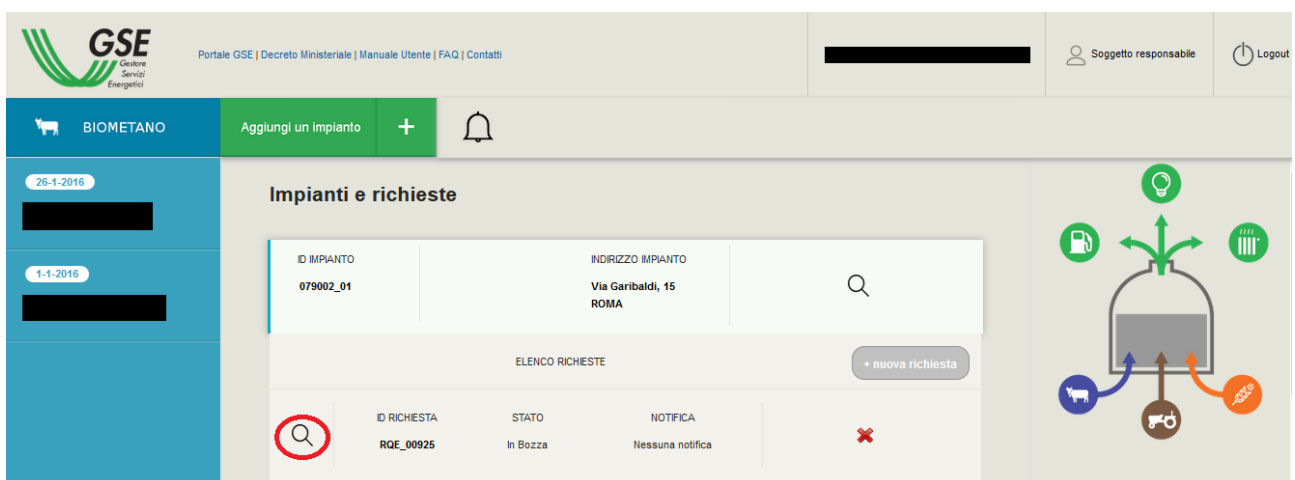 GSE
Gestore
Servizi
Energetici
Portale GSE | Decreto Ministeriale | Manuale Utente | FAQ | Contatti
Soggetto responsabile
Logout
BIOMETANO
Aggiungi un impianto +
26-1-2016
1-1-2016
Impianti e richieste
ID IMPIANTO
079002_01
INDIRIZZO IMPIANTO
Via Garibaldi, 15
ROMA
ELENCO RICHIESTE
+ nuova richiesta
ID RICHIESTA STATO NOTIFICA
RQE_00925 In Bozza Nessuna notifica